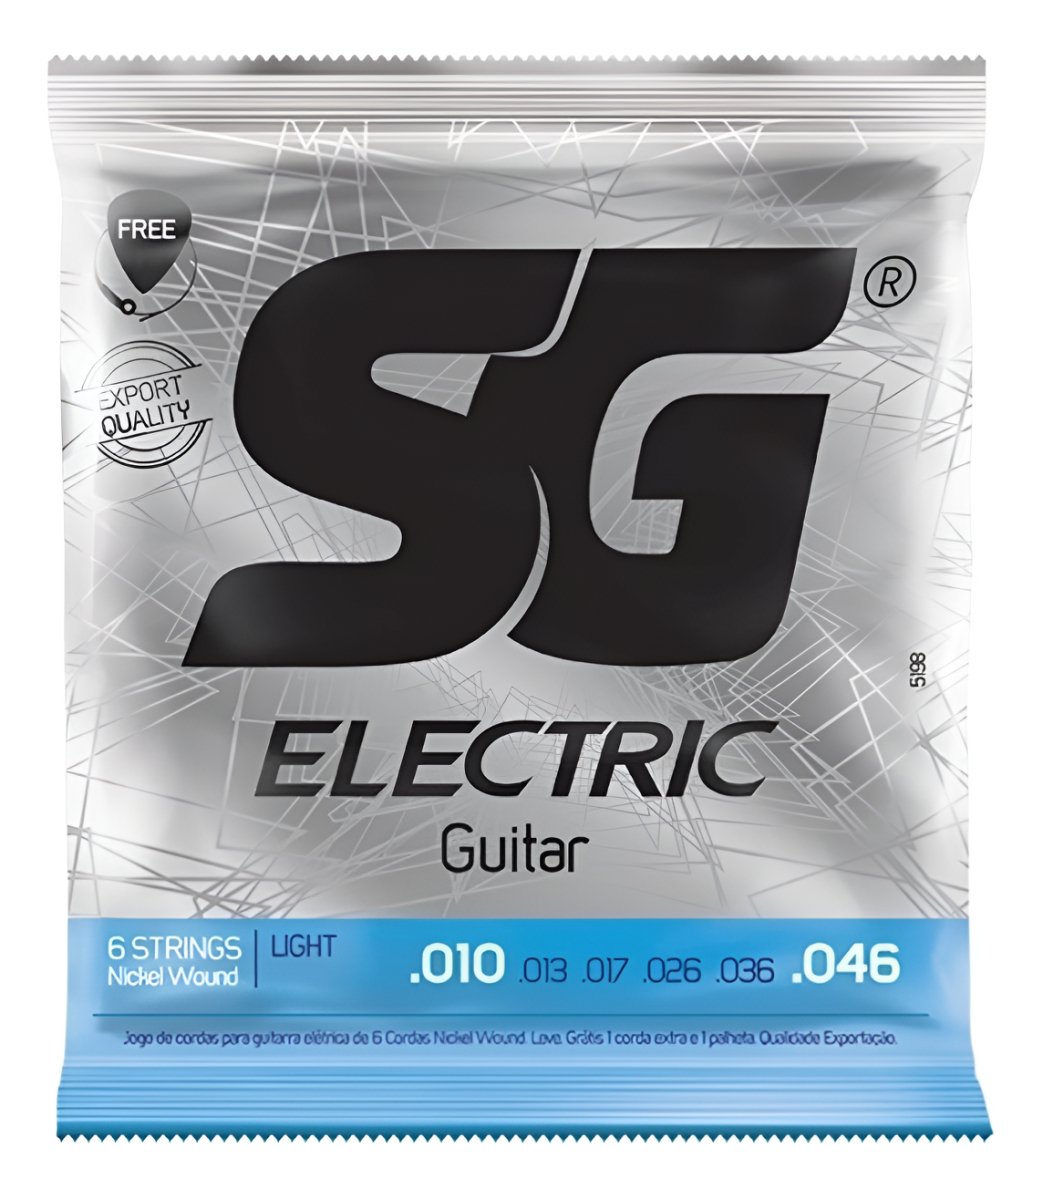 FREE
SG®
EXPORT
QUALITY
5198
ELECTRIC
Guitar
6 STRINGS
Nickel Wound
LIGHT
.010 .013 .017 .026 .036 .046
Jogo de cordas para guitarra elétrica de 6 Cordas Nickel Wound. Leve. Grátis 1 corda extra e 1 palheta. Qualidade Exportação.